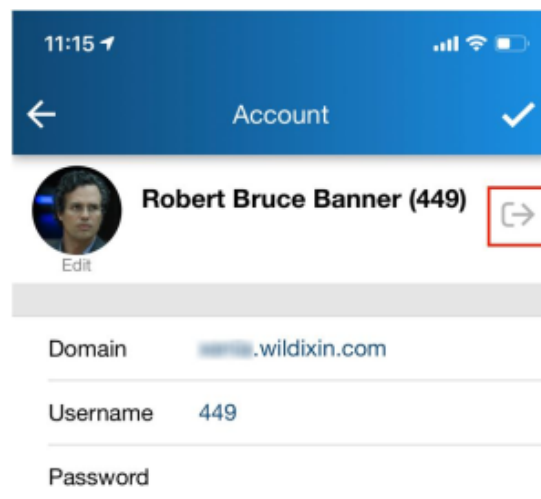 11:15
Account
Robert Bruce Banner (449)
Edit
Domain .wildixin.com
Username 449
Password